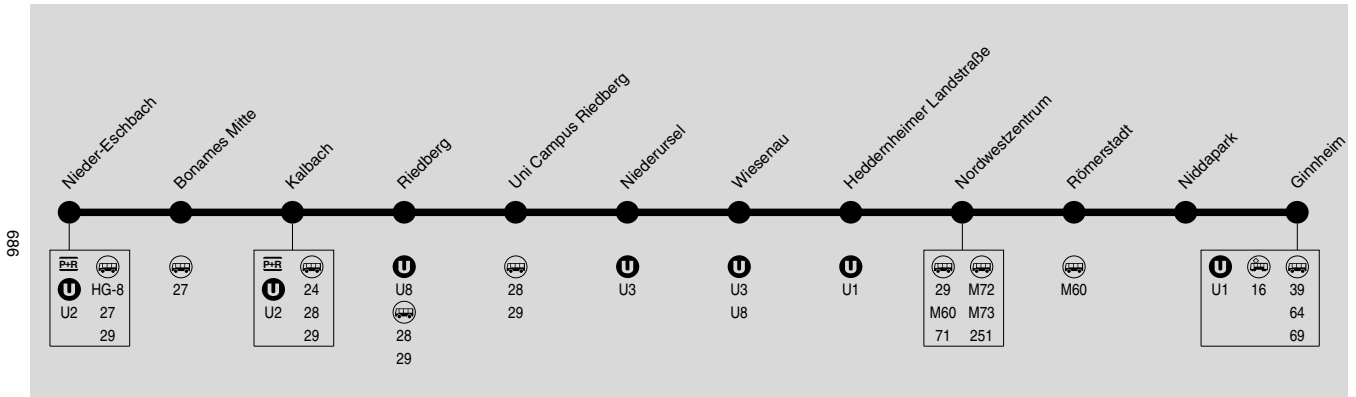 686
Nieder-Eschbach
Bonames Mitte
Kalbach
Riedberg
Uni Campus Riedberg
Niederursel
Wiesenau
Heddernheimer Landstraße
Nordwestzentrum
Römerstadt
Niddapark
Ginnheim
P+R
U HG-8
U2 27
29
27
P+R
U 24
U2 28
29
U
U8
28
29
28
29
U
U3
U
U3
U8
U
U1
29 M72
M60 M73
71 251
M60
U
U1 16 39
64
69